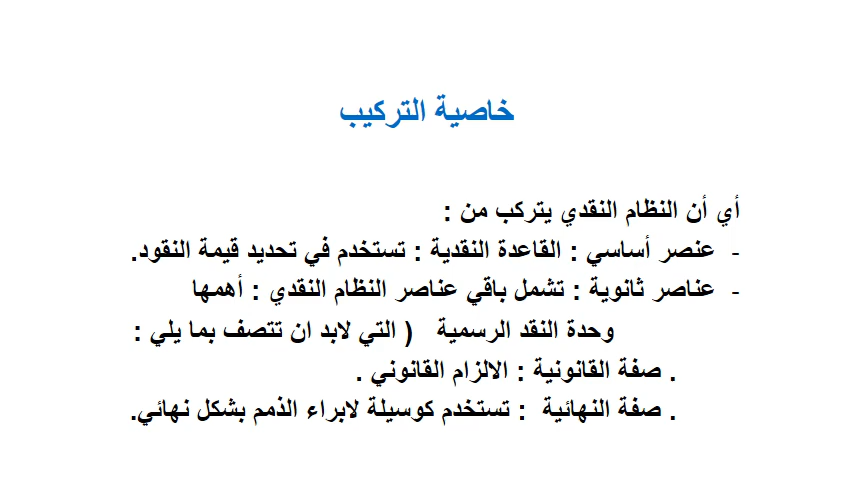 خاصية التركيب
أي أن النظام النقدي يتركب من :
- عنصر أساسي : القاعدة النقدية : تستخدم في تحديد قيمة النقود.
- عناصر ثانوية : تشمل باقي عناصر النظام النقدي : أهمها
وحدة النقد الرسمية ( التي لابد ان تتصف بما يلي :
. صفة القانونية : الالزام القانوني .
. صفة النهائية : تستخدم كوسيلة لابراء الذمم بشكل نهائي.